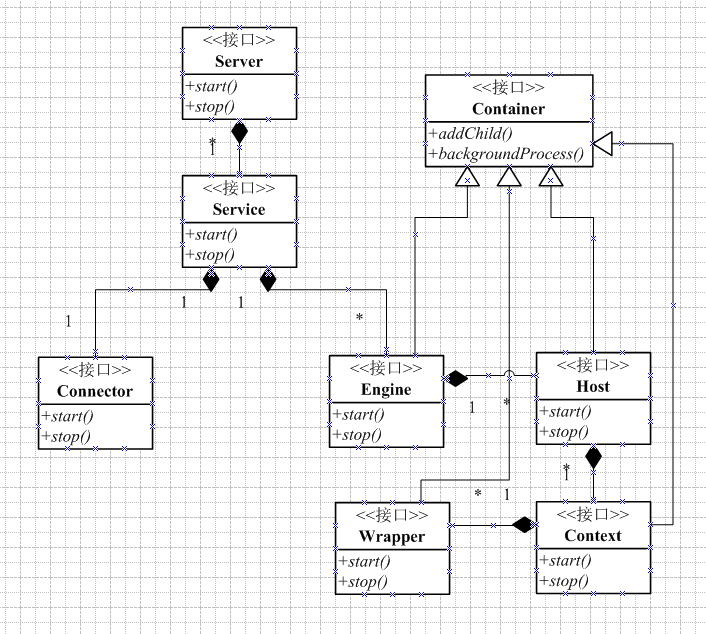 <<接口>>
Server
+start()
+stop()
*
1
<<接口>>
Container
+addChild()
+backgroundProcess()
<<接口>>
Service
+start()
+stop()
1
1
1
*
<<接口>>
Connector
+start()
+stop()
<<接口>>
Engine
+start()
+stop()
1
*
<<接口>>
Host
+start()
+stop()
*
1
*
1
<<接口>>
Wrapper
+start()
+stop()
<<接口>>
Context
+start()
+stop()